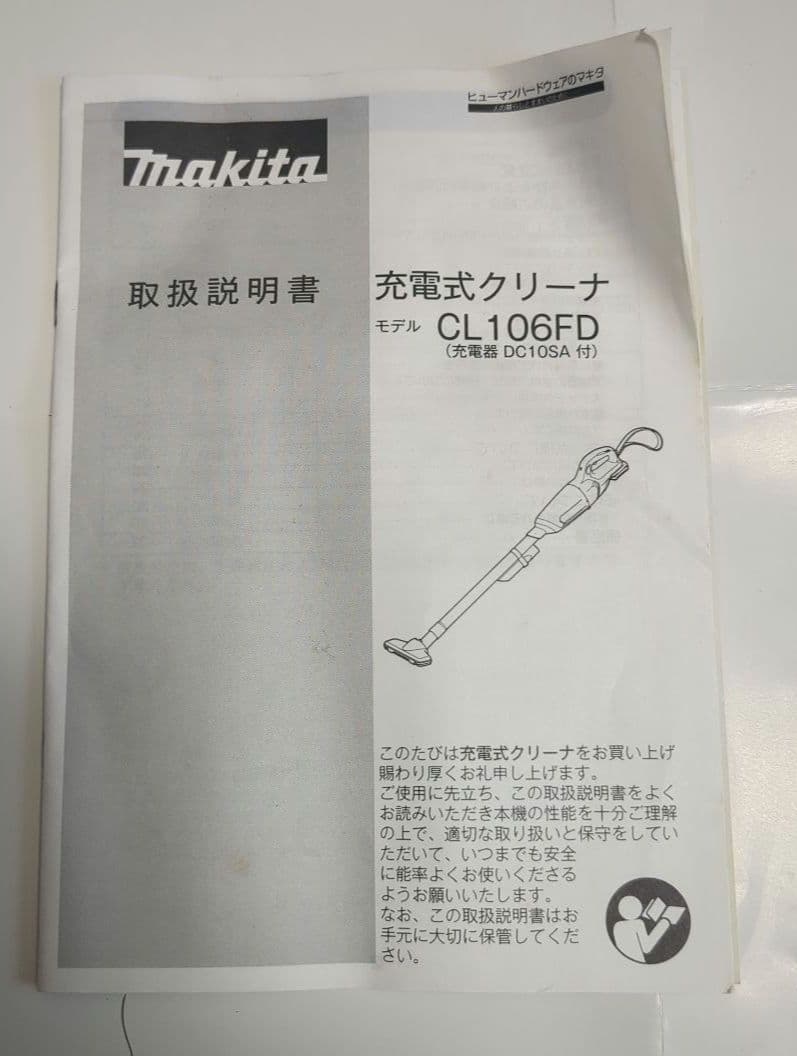 ヒューマンハードウェアのマキタ
makita
取扱説明書
充電式クリーナ
モデル CL106FD
(充電器 DC10SA 付)
このたびは充電式クリーナをお買い上げ
賜わり厚くお礼申し上げます。
ご使用に先立ち、この取扱説明書をよく
お読みいただき本機の性能を十分ご理解
の上で、適切な取り扱いと保守をしてい
ただいて、いつまでも安全
に能率よくお使いくださる
ようお願いいたします。
なお、この取扱説明書はお
手元に大切に保管してくだ
さい。